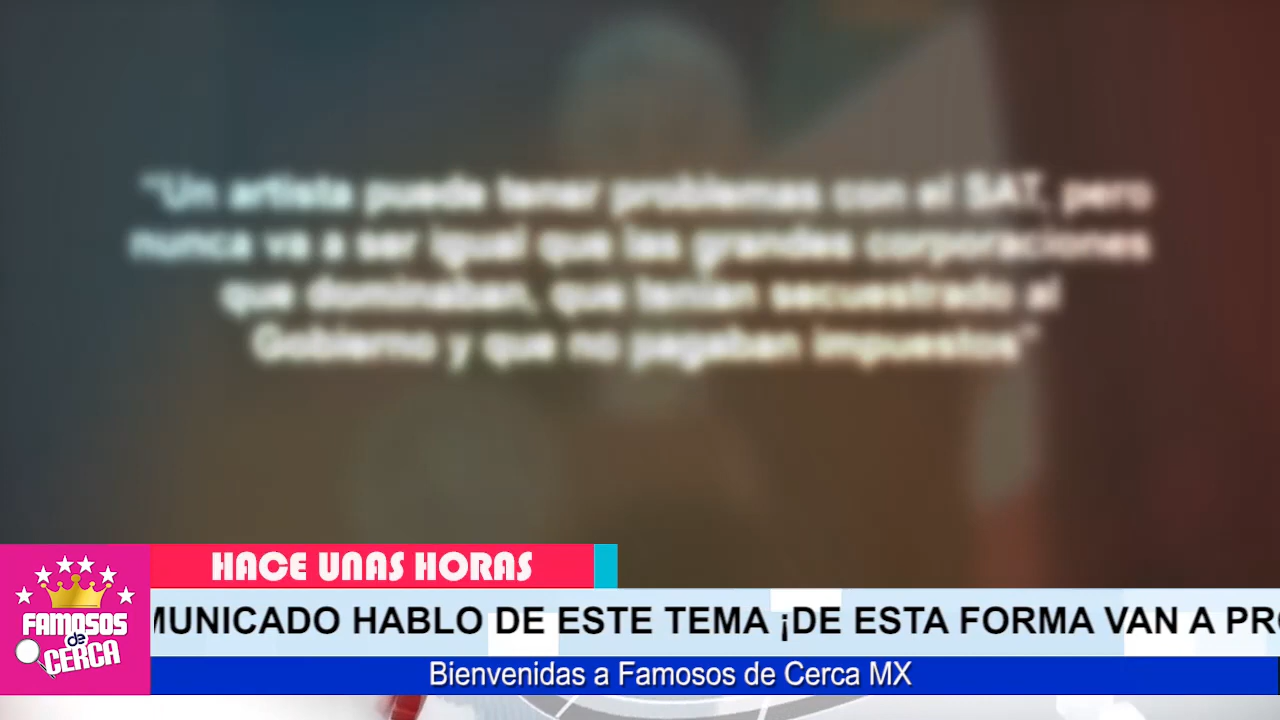 "Un artista puede tener problemas con el SAT, pero
nunca va a ser igual que las grandes corporaciones
que dominaban, que tenían secuestrado al
Gobierno y que no pagaban impuestos"
HACE UNAS HORAS
MUNICADO HABLO DE ESTE TEMA ¡DE ESTA FORMA VAN A PRO
Bienvenidas a Famosos de Cerca MX
FAMOSOS
de
CERCA